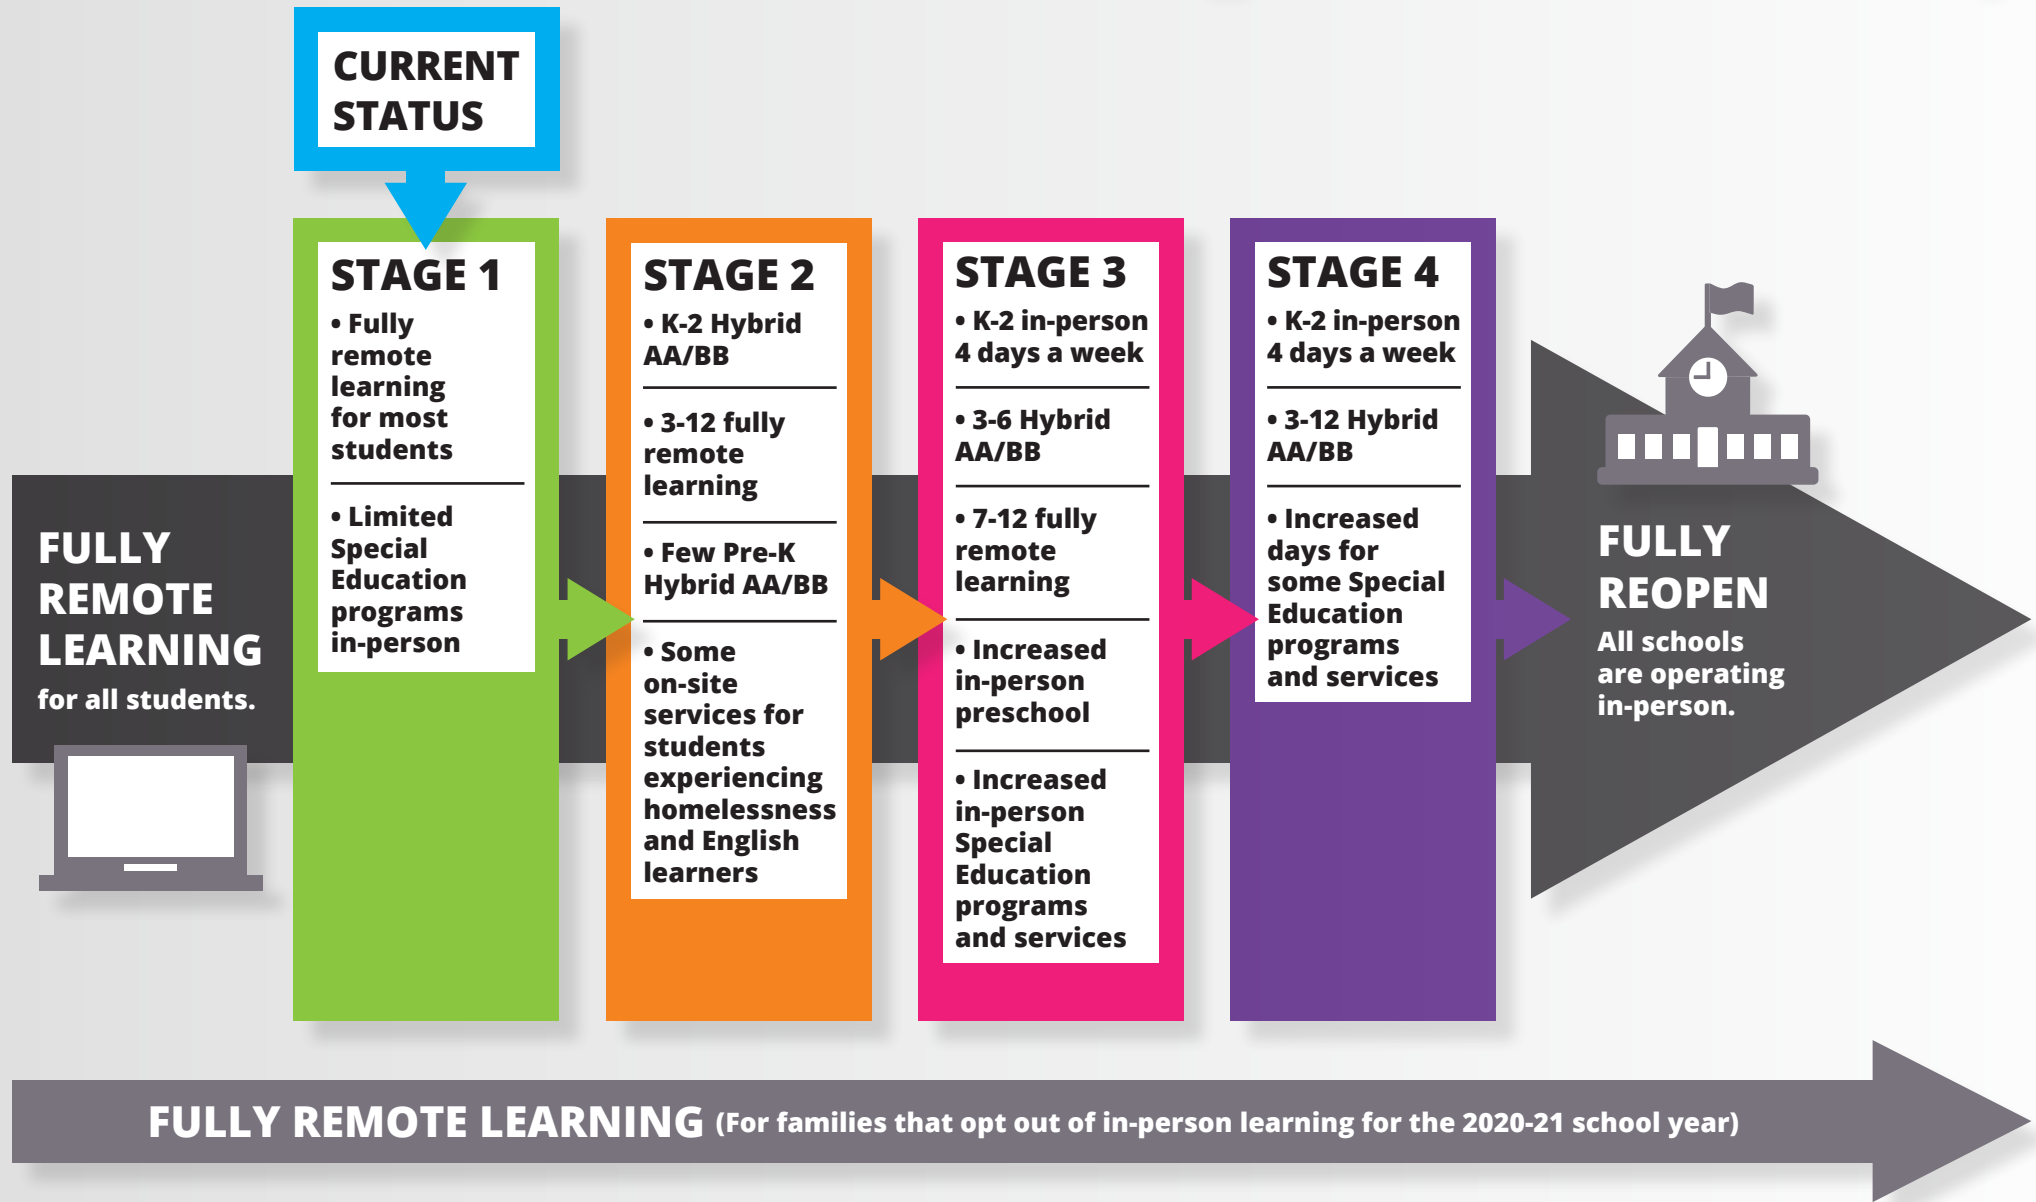 CURRENT
STATUS
FULLY
REMOTE
LEARNING
for all students.
STAGE 1
• Fully
remote
learning
for most
students
• Limited
Special
Education
programs
in-person
STAGE 2
• K-2 Hybrid
AA/BB
• 3-12 fully
remote
learning
• Few Pre-K
Hybrid AA/BB
• Some
on-site
services for
students
experiencing
homelessness
and English
learners
STAGE 3
• K-2 in-person
4 days a week
• 3-6 Hybrid
AA/BB
• 7-12 fully
remote
learning
• Increased
in-person
preschool
• Increased
in-person
Special
Education
programs
and services
STAGE 4
• K-2 in-person
4 days a week
• 3-12 Hybrid
AA/BB
• Increased
days for
some Special
Education
programs
and services
FULLY
REOPEN
All schools
are operating
in-person.
FULLY REMOTE LEARNING (For families that opt out of in-person learning for the 2020-21 school year)